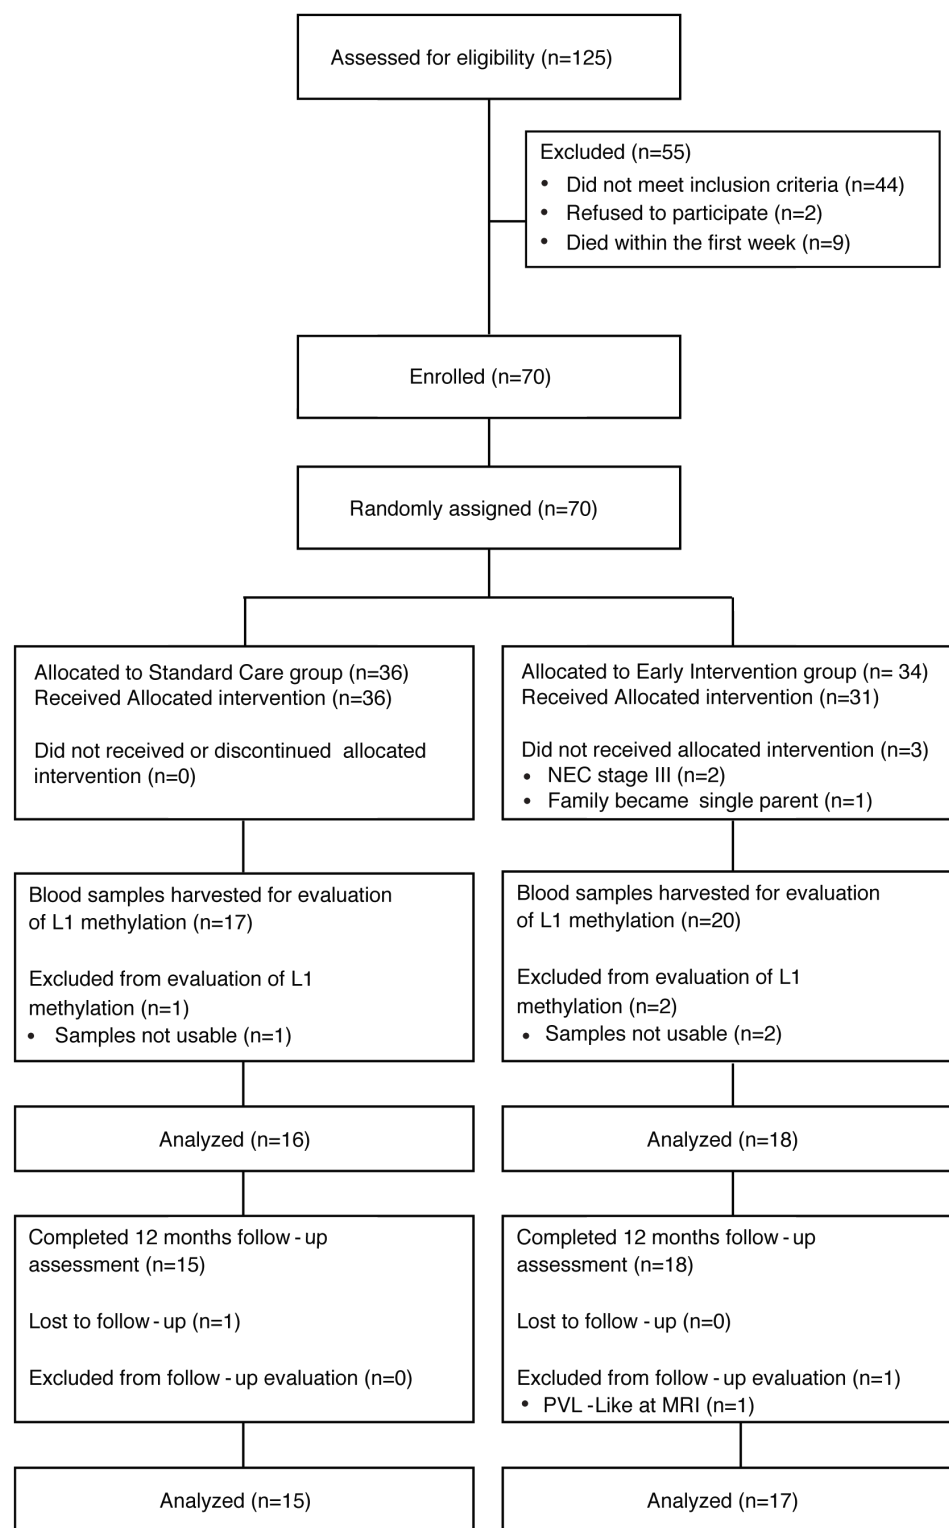 Assessed for eligibility (n=125)
Excluded (n=55)
• Did not meet inclusion criteria (n=44)
• Refused to participate (n=2)
• Died within the first week (n=9)
Enrolled (n=70)
Randomly assigned (n=70)
Allocated to Standard Care group (n=36)
Received Allocated intervention (n=36)
Did not received or discontinued allocated
intervention (n=0)
Allocated to Early Intervention group (n= 34)
Received Allocated intervention (n=31)
Did not received allocated intervention (n=3)
• NEC stage III (n=2)
• Family became single parent (n=1)
Blood samples harvested for evaluation
of L1 methylation (n=17)
Excluded from evaluation of L1
methylation (n=1)
• Samples not usable (n=1)
Blood samples harvested for evaluation
of L1 methylation (n=20)
Excluded from evaluation of L1
methylation (n=2)
• Samples not usable (n=2)
Analyzed (n=16)
Analyzed (n=18)
Completed 12 months follow-up
assessment (n=15)
Lost to follow-up (n=1)
Excluded from follow-up evaluation (n=0)
Completed 12 months follow-up
assessment (n=18)
Lost to follow-up (n=0)
Excluded from follow-up evaluation (n=1)
• PVL-Like at MRI (n=1)
Analyzed (n=15)
Analyzed (n=17)